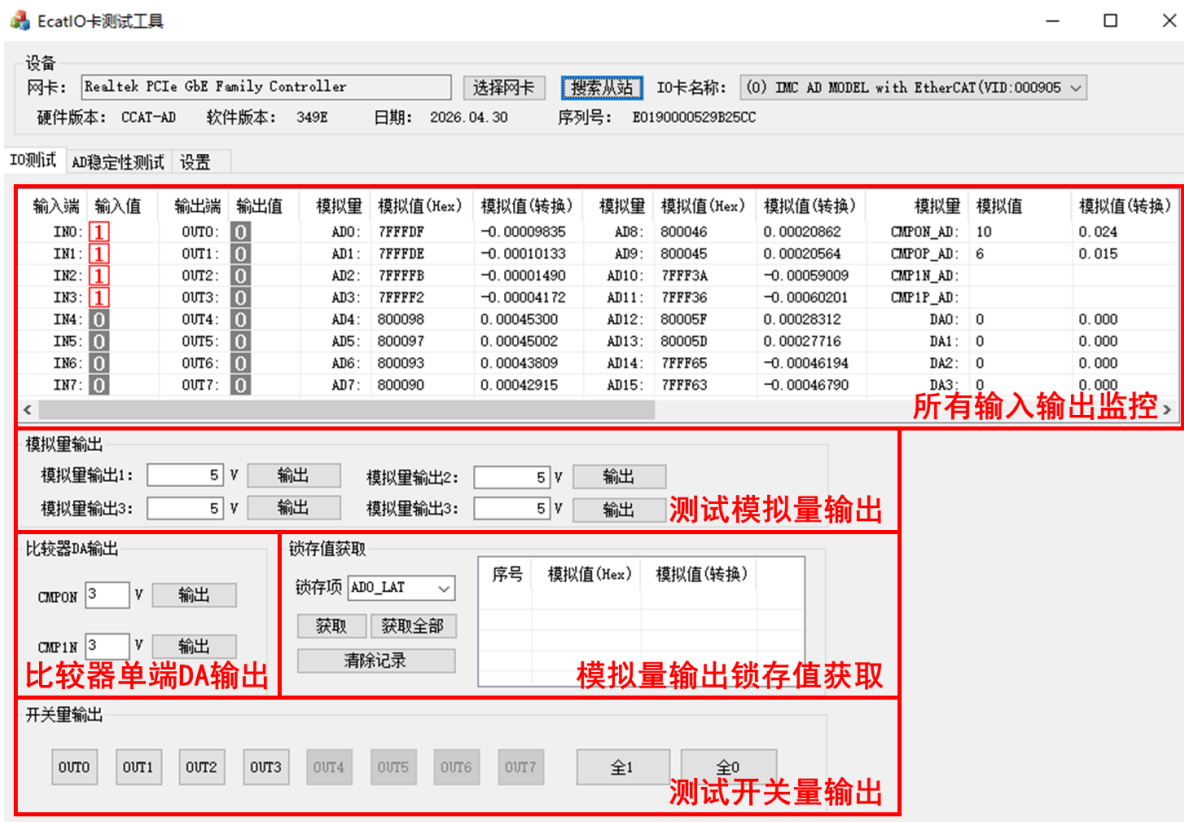 EcatIO卡测试工具
设备
网卡： Realtek PCIe GbE Family Controller 选择网卡 搜索从站 IO卡名称： (0) IMC AD MODEL with EtherCAT(VID:000905
硬件版本： CCAT-AD 软件版本： 349E 日期： 2026.04.30 序列号： E0190000529B25CC
IO测试 AD稳定性测试 设置
输入端 输入值 输出端 输出值 模拟量 模拟值(Hex) 模拟值(转换) 模拟量 模拟值(Hex) 模拟值(转换) 模拟量 模拟值 模拟值(转换)
IN0: 1 OUT0: 0 AD0: 7FFFDF -0.00009835 AD8: 800046 0.00020862 CMP0N_AD: 10 0.024
IN1: 1 OUT1: 0 AD1: 7FFFDE -0.00010133 AD9: 800045 0.00020564 CMP0P_AD: 6 0.015
IN2: 1 OUT2: 0 AD2: 7FFFFB -0.00001490 AD10: 7FFF3A -0.00059009 CMP1N_AD:
IN3: 1 OUT3: 0 AD3: 7FFFF2 -0.00004172 AD11: 7FFF36 -0.00060201 CMP1P_AD:
IN4: 0 OUT4: 0 AD4: 800098 0.00045300 AD12: 80005F 0.00028312 DA0: 0 0.000
IN5: 0 OUT5: 0 AD5: 800097 0.00045002 AD13: 80005D 0.00027716 DA1: 0 0.000
IN6: 0 OUT6: 0 AD6: 800093 0.00043809 AD14: 7FFF65 -0.00046194 DA2: 0 0.000
IN7: 0 OUT7: 0 AD7: 800090 0.00042915 AD15: 7FFF63 -0.00046790 DA3: 0 0.000
所有输入输出监控
模拟量输出
模拟量输出1: 5 V 输出 模拟量输出2: 5 V 输出
模拟量输出3: 5 V 输出 模拟量输出3: 5 V 输出
测试模拟量输出
比较器DA输出
CMP0N 3 V 输出
CMP1N 3 V 输出
比较器单端DA输出
锁存值获取
锁存项 AD0_LAT
获取 获取全部
清除记录
序号 模拟值(Hex) 模拟值(转换)
模拟量输出锁存值获取
开关量输出
OUT0 OUT1 OUT2 OUT3 OUT4 OUT5 OUT6 OUT7 全1 全0
测试开关量输出